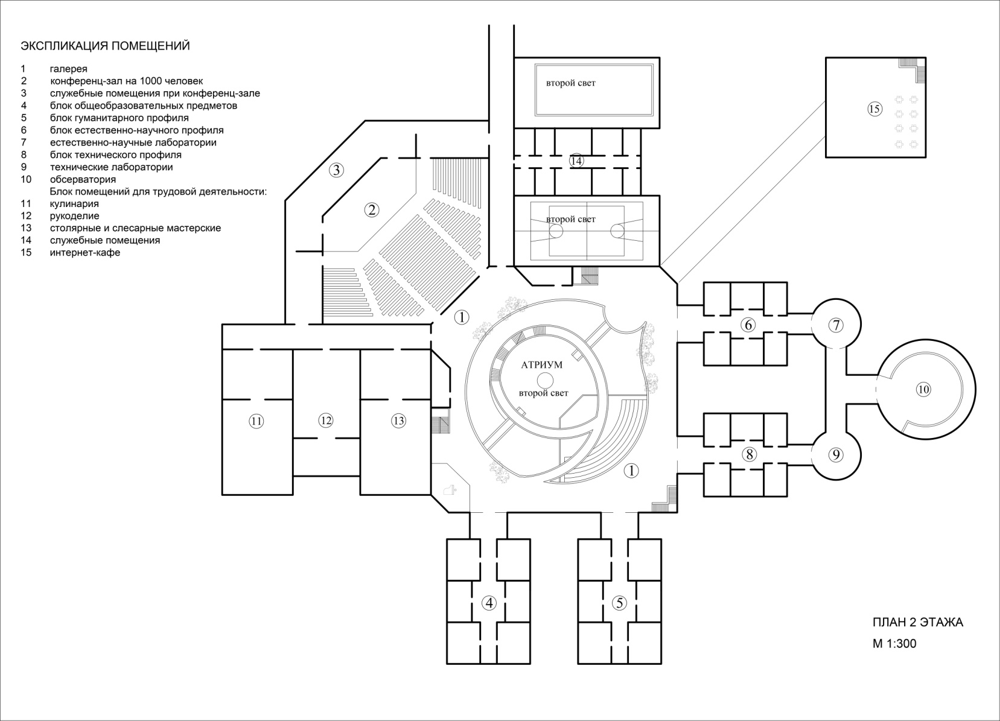 ЭКСПЛИКАЦИЯ ПОМЕЩЕНИЙ
1 галерея
2 конференц-зал на 1000 человек
3 служебные помещения при конференц-зале
4 блок общеобразовательных предметов
5 блок гуманитарного профиля
6 блок естественно-научного профиля
7 естественно-научные лаборатории
8 блок технического профиля
9 технические лаборатории
10 обсерватория
Блок помещений для трудовой деятельности:
11 кулинария
12 рукоделие
13 столярные и слесарные мастерские
14 служебные помещения
15 интернет-кафе
второй свет
15
14
3
2
второй свет
1
6
7
АТРИУМ
второй свет
10
11
12
13
8
9
1
4
5
ПЛАН 2 ЭТАЖА
М 1:300